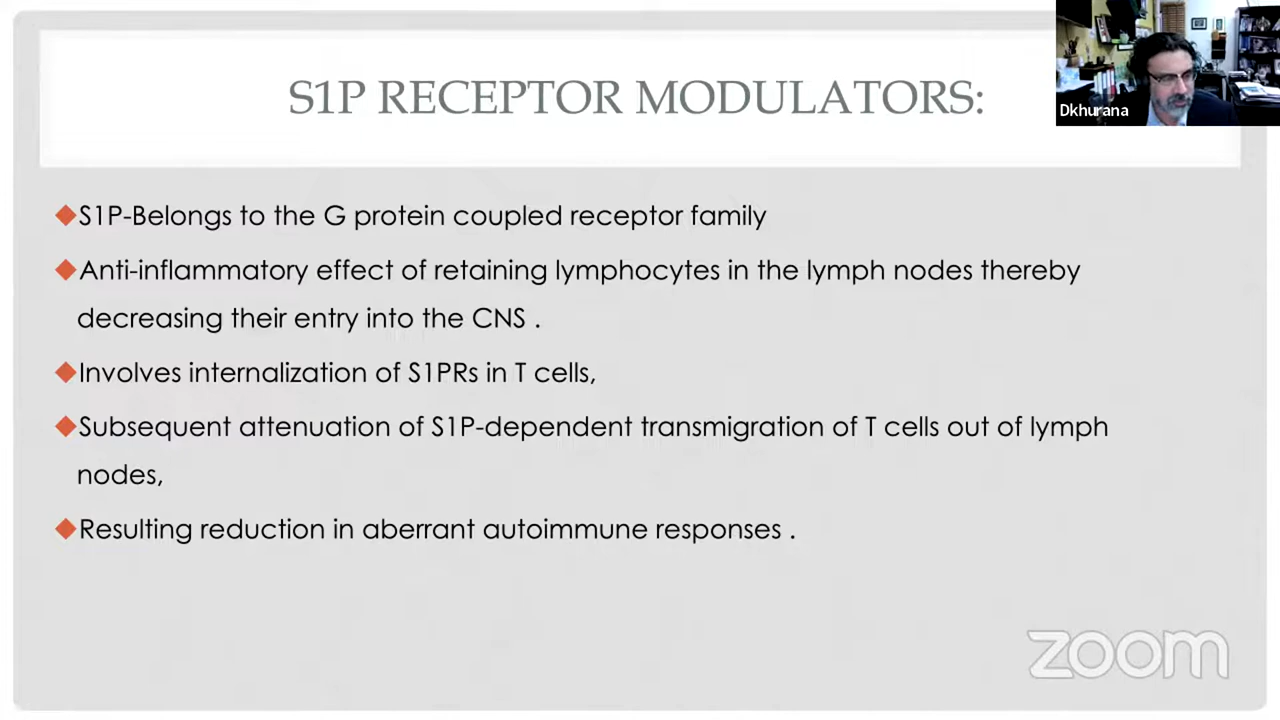 S1P RECEPTOR MODULATORS:
Dkhurana
S1P-Belongs to the G protein coupled receptor family
Anti-inflammatory effect of retaining lymphocytes in the lymph nodes thereby
decreasing their entry into the CNS .
Involves internalization of S1PRs in T cells,
Subsequent attenuation of S1P-dependent transmigration of T cells out of lymph
nodes,
Resulting reduction in aberrant autoimmune responses .
zoom